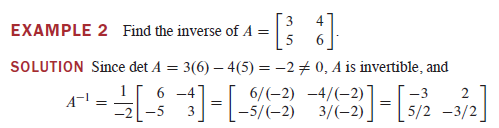 EXAMPLE 2 Find the inverse of A = [3 4; 5 6].
SOLUTION Since det A = 3(6) – 4(5) = –2 ≠ 0, A is invertible, and
A⁻¹ = 1/–2 [6 –4; –5 3] = [6/(–2) –4/(–2); –5/(–2) 3/(–2)] = [–3 2; 5/2 –3/2]